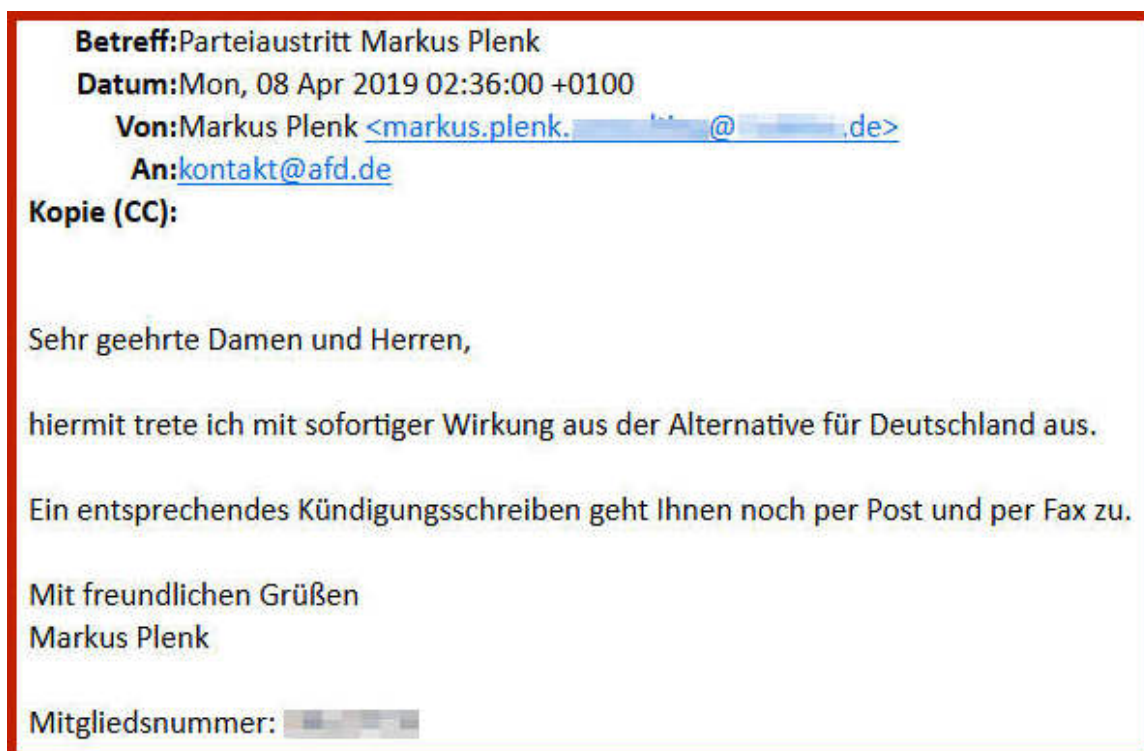 Betreff:Parteiaustritt Markus Plenk
Datum:Mon, 08 Apr 2019 02:36:00 +0100
Von:Markus Plenk <markus.plenk. @ .de>
An:kontakt@afd.de
Kopie (CC):
Sehr geehrte Damen und Herren,
hiermit trete ich mit sofortiger Wirkung aus der Alternative für Deutschland aus.
Ein entsprechendes Kündigungsschreiben geht Ihnen noch per Post und per Fax zu.
Mit freundlichen Grüßen
Markus Plenk
Mitgliedsnummer: